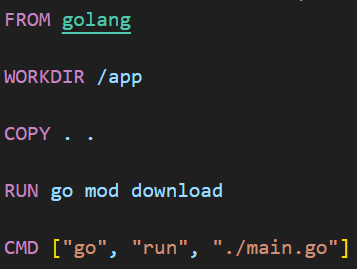 FROM golang
WORKDIR /app
COPY . .
RUN go mod download
CMD ["go", "run", "./main.go"]